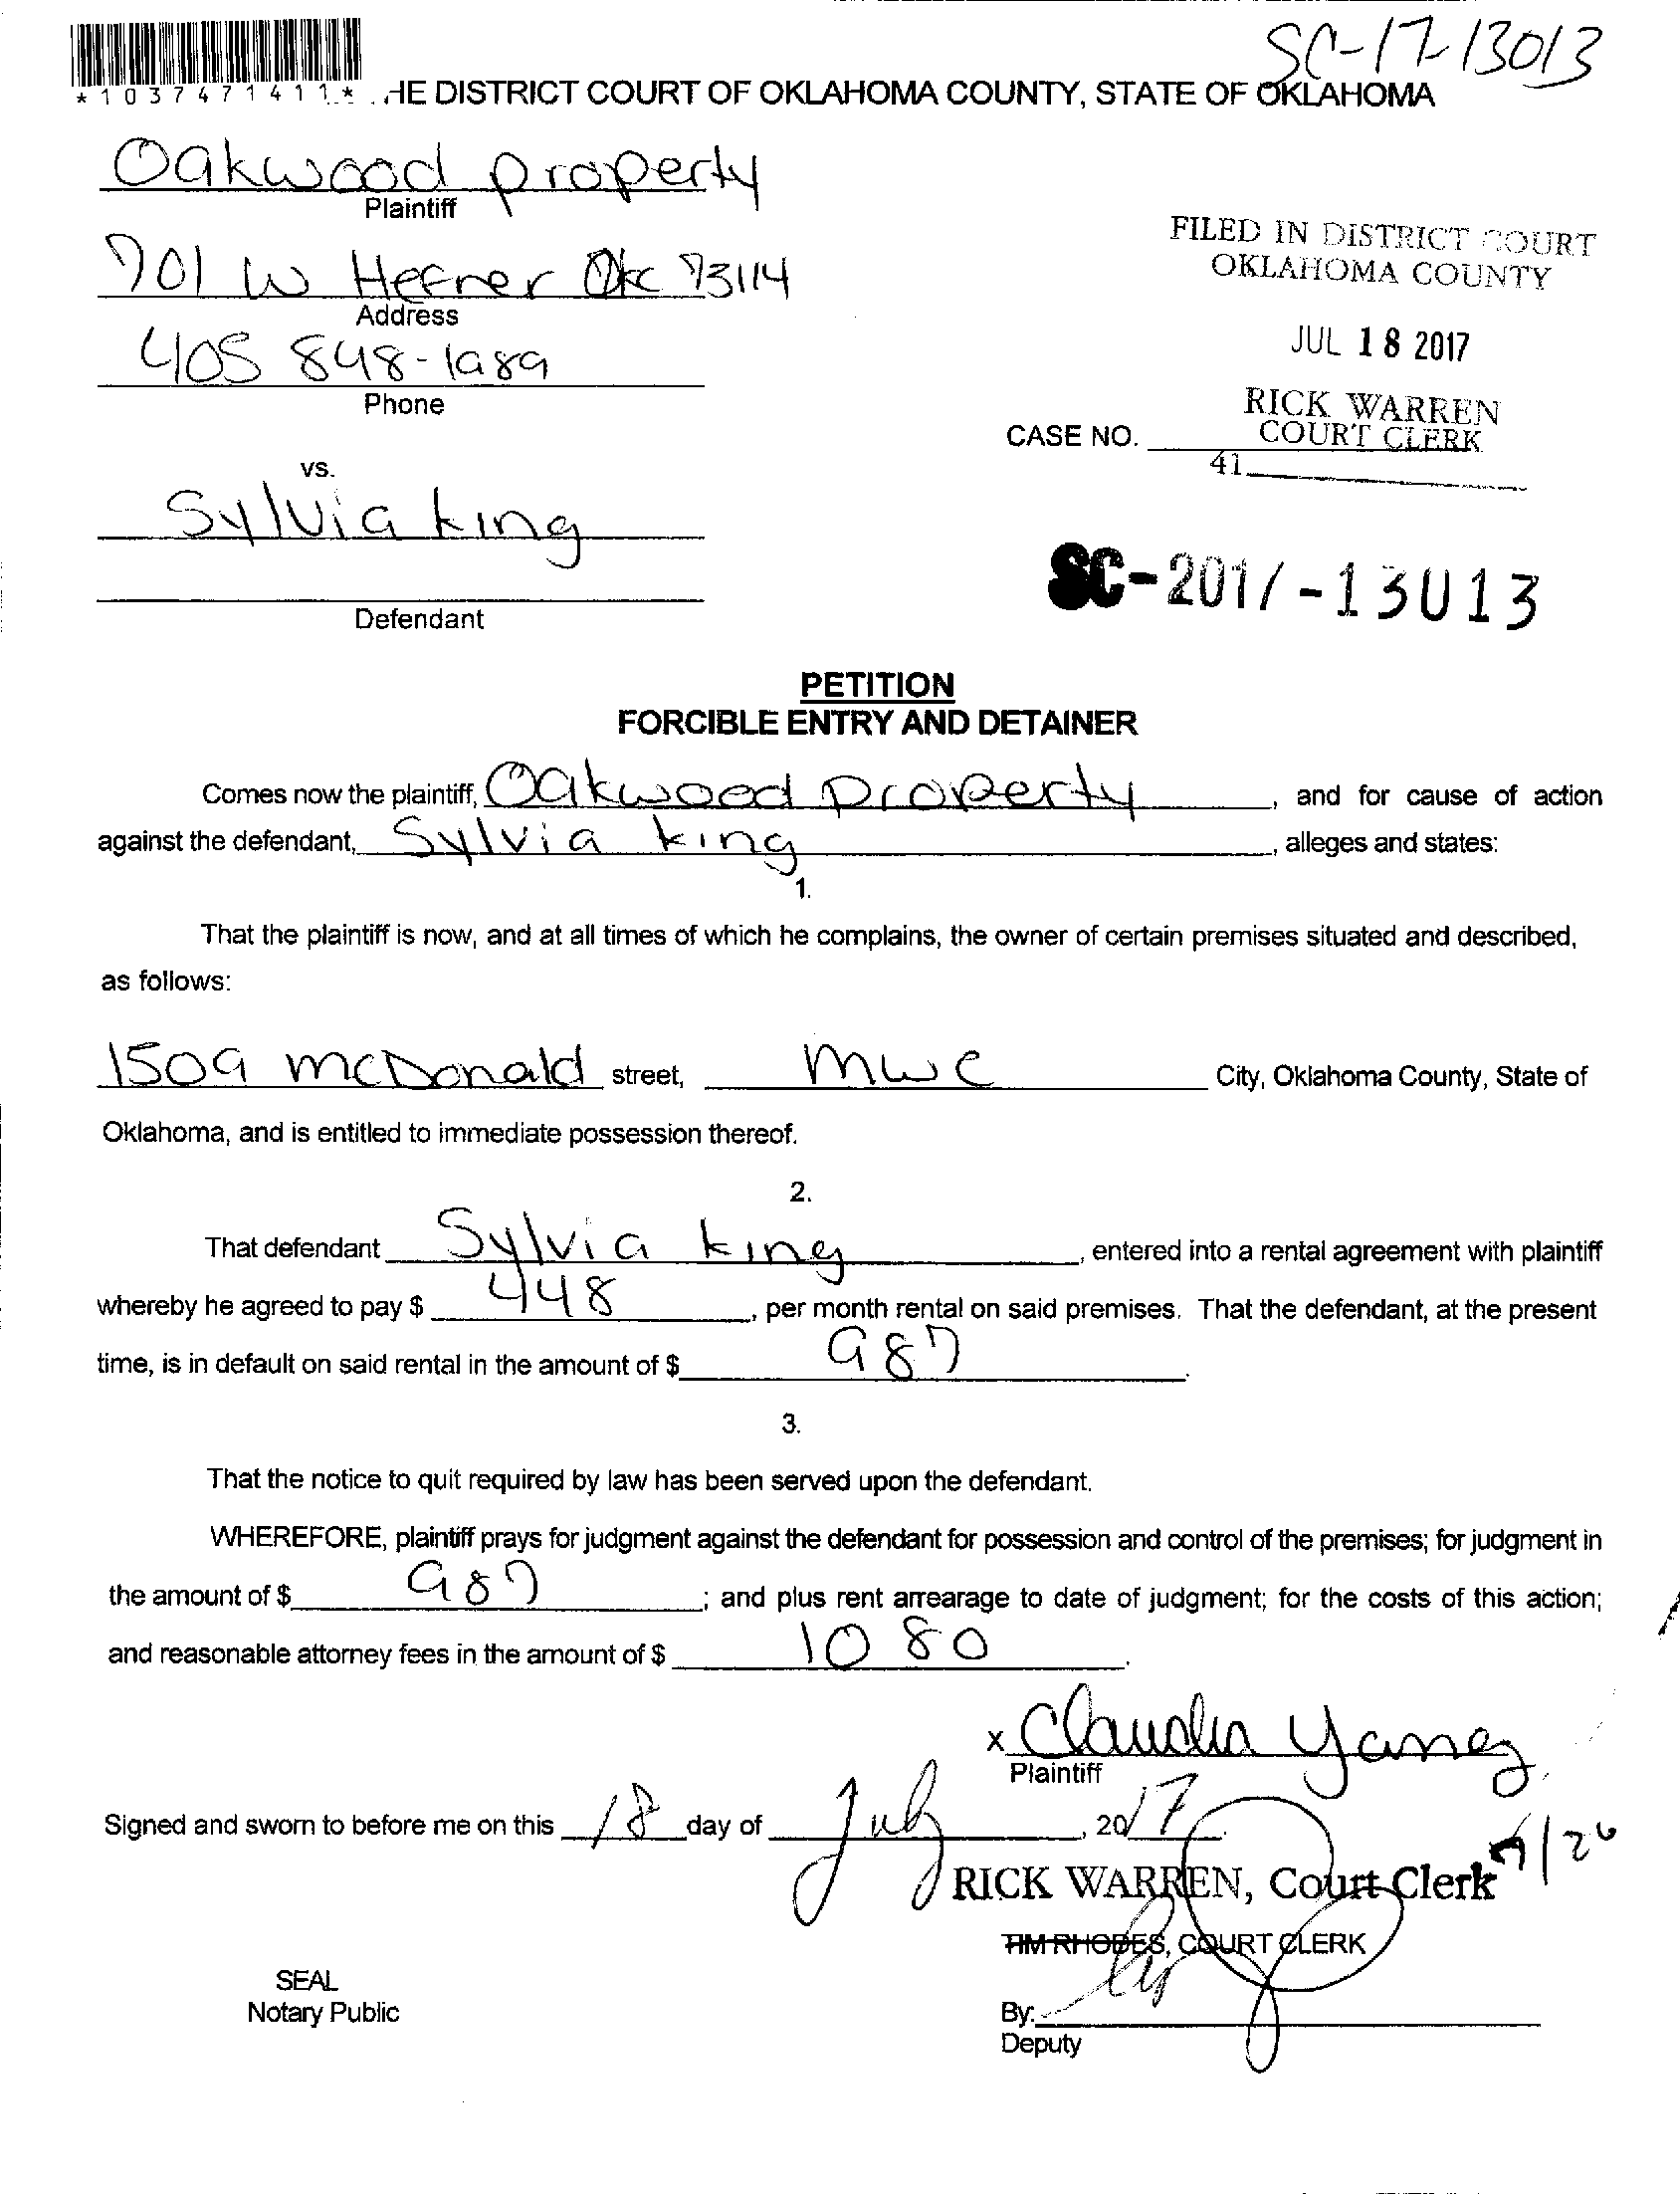 SC-17-13013
* 1 0 3 7 4 7 1 4 1 1 * HE DISTRICT COURT OF OKLAHOMA COUNTY, STATE OF OKLAHOMA
Oakwood property
Plaintiff
701 W Hefner Okc 73114
Address
405 848-1989
Phone
FILED IN DISTRICT COURT
OKLAHOMA COUNTY
JUL 18 2017
RICK WARREN
COURT CLERK
CASE NO.
41
vs.
Sylvia king
Defendant
SC-2017-13013
PETITION
FORCIBLE ENTRY AND DETAINER
Comes now the plaintiff, Oakwood property, and for cause of action
against the defendant, Sylvia king, alleges and states:
1.
That the plaintiff is now, and at all times of which he complains, the owner of certain premises situated and described,
as follows:
1509 mcDonald street, mwc City, Oklahoma County, State of
Oklahoma, and is entitled to immediate possession thereof.
2.
That defendant Sylvia king, entered into a rental agreement with plaintiff
whereby he agreed to pay $ 448, per month rental on said premises. That the defendant, at the present
time, is in default on said rental in the amount of $ 987.
3.
That the notice to quit required by law has been served upon the defendant.
WHEREFORE, plaintiff prays for judgment against the defendant for possession and control of the premises; for judgment in
the amount of $ 987; and plus rent arrearage to date of judgment; for the costs of this action;
and reasonable attorney fees in the amount of $ 1080.
x Claudia Yanez
Plaintiff
Signed and sworn to before me on this 18 day of July, 2017.
RICK WARREN, Court Clerk
TIM RHODES, COURT CLERK
SEAL
Notary Public
By:
Deputy